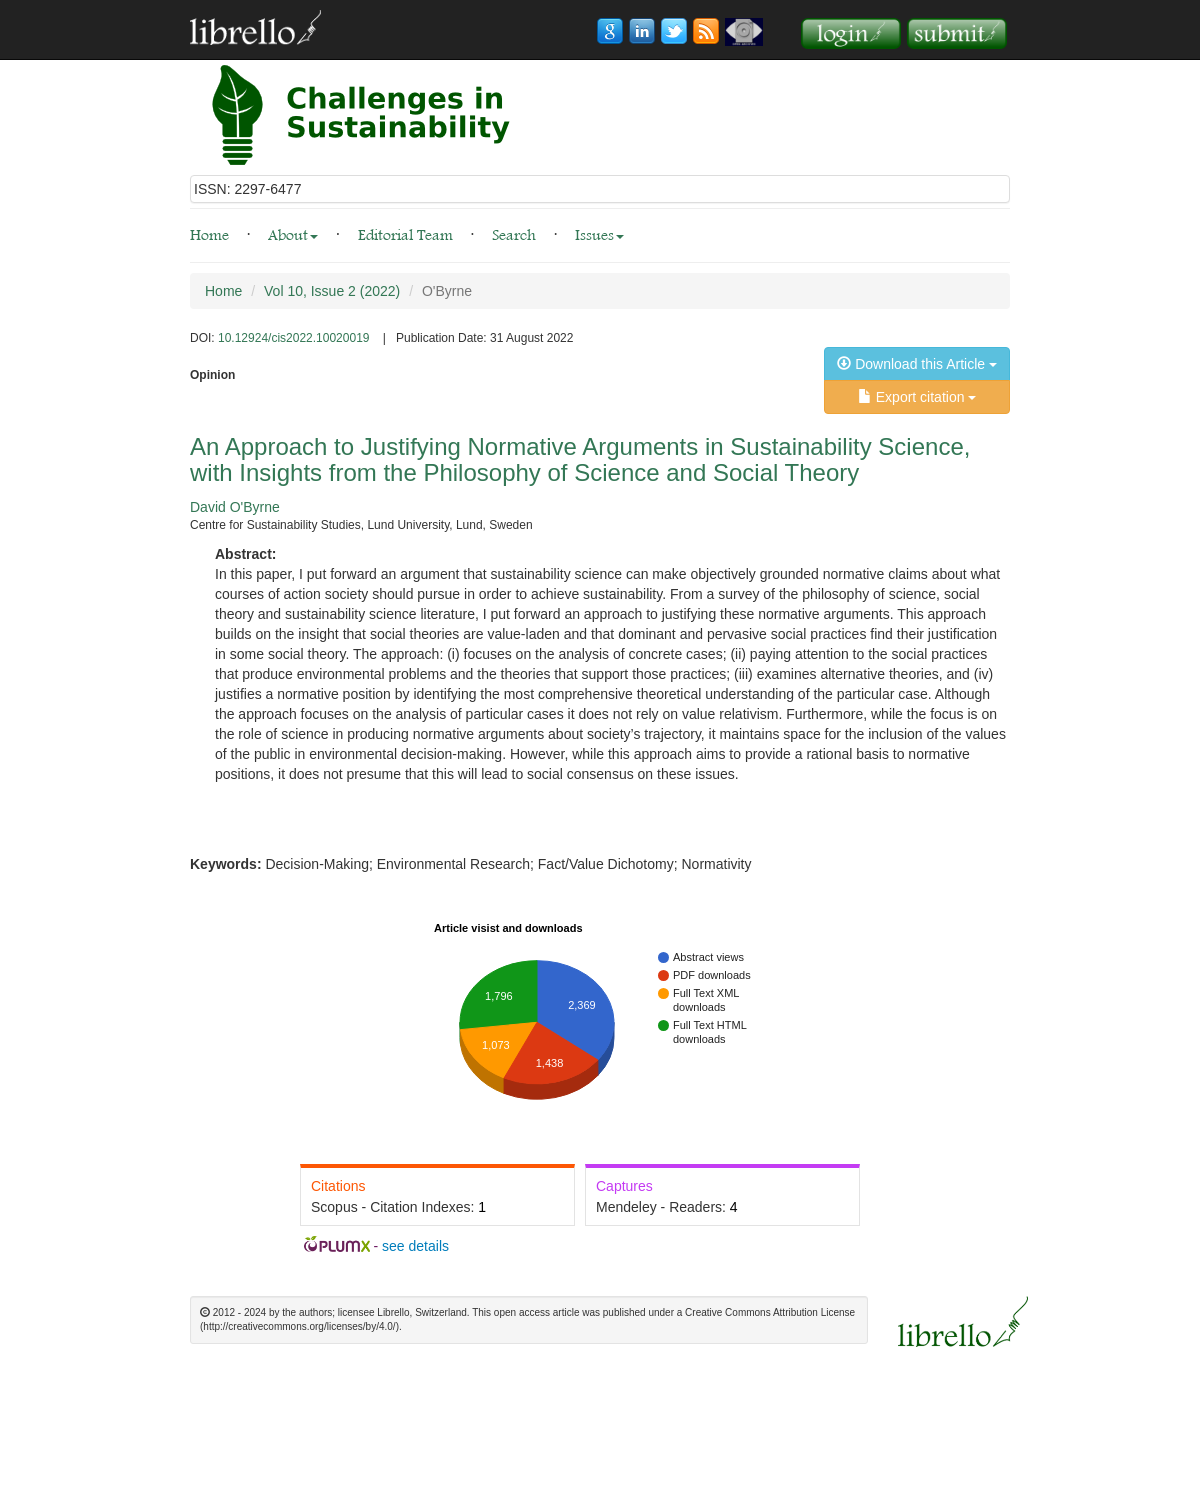 librello
g in
login submit
Challenges in
Sustainability
ISSN: 2297-6477
Home · About · Editorial Team · Search · Issues
Home / Vol 10, Issue 2 (2022) / O'Byrne
DOI: 10.12924/cis2022.10020019 | Publication Date: 31 August 2022
Download this Article
Opinion
Export citation
An Approach to Justifying Normative Arguments in Sustainability Science,
with Insights from the Philosophy of Science and Social Theory
David O'Byrne
Centre for Sustainability Studies, Lund University, Lund, Sweden
Abstract:
In this paper, I put forward an argument that sustainability science can make objectively grounded normative claims about what
courses of action society should pursue in order to achieve sustainability. From a survey of the philosophy of science, social
theory and sustainability science literature, I put forward an approach to justifying these normative arguments. This approach
builds on the insight that social theories are value-laden and that dominant and pervasive social practices find their justification
in some social theory. The approach: (i) focuses on the analysis of concrete cases; (ii) paying attention to the social practices
that produce environmental problems and the theories that support those practices; (iii) examines alternative theories, and (iv)
justifies a normative position by identifying the most comprehensive theoretical understanding of the particular case. Although
the approach focuses on the analysis of particular cases it does not rely on value relativism. Furthermore, while the focus is on
the role of science in producing normative arguments about society’s trajectory, it maintains space for the inclusion of the values
of the public in environmental decision-making. However, while this approach aims to provide a rational basis to normative
positions, it does not presume that this will lead to social consensus on these issues.
Keywords: Decision-Making; Environmental Research; Fact/Value Dichotomy; Normativity
Article visist and downloads
Abstract views
PDF downloads
Full Text XML
downloads
Full Text HTML
downloads
1,796
2,369
1,073
1,438
Citations
Scopus - Citation Indexes: 1
Captures
Mendeley - Readers: 4
PLUMX - see details
© 2012 - 2024 by the authors; licensee Librello, Switzerland. This open access article was published under a Creative Commons Attribution License
(http://creativecommons.org/licenses/by/4.0/).
librello